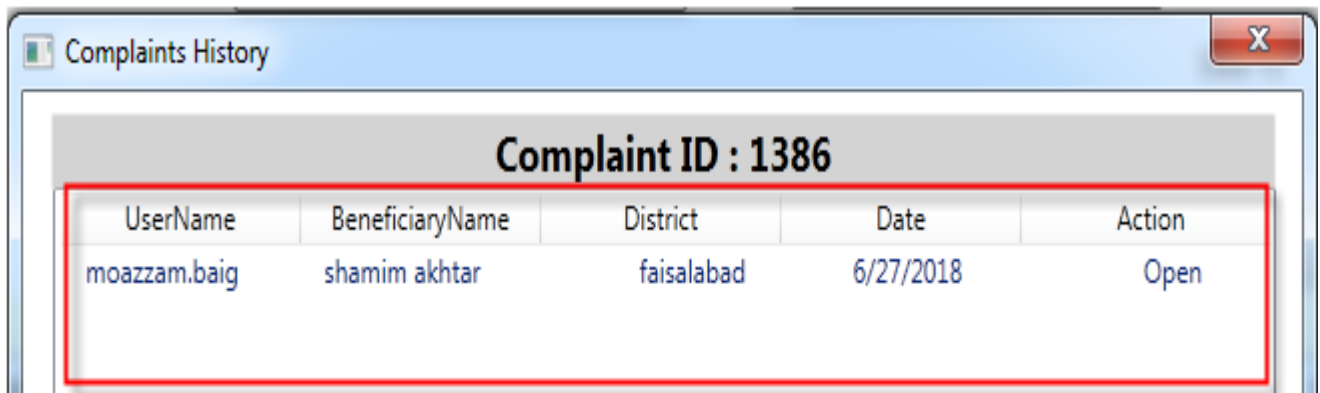 Complaints History
X
Complaint ID : 1386
UserName BeneficiaryName District Date Action
moazzam.baig shamim akhtar faisalabad 6/27/2018 Open